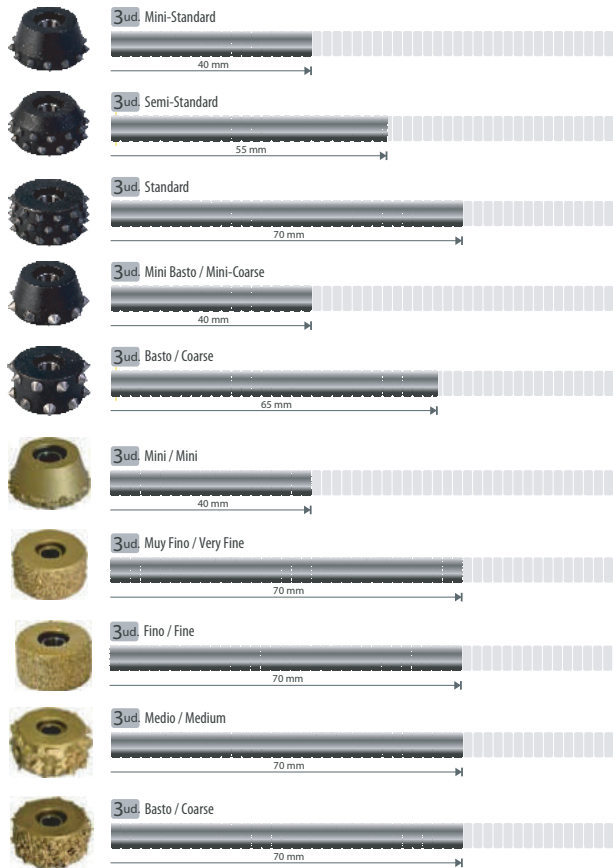 3ud. Mini-Standard
40 mm
3ud. Semi-Standard
55 mm
3ud. Standard
70 mm
3ud. Mini Basto / Mini-Coarse
40 mm
3ud. Basto / Coarse
65 mm
3ud. Mini / Mini
40 mm
3ud. Muy Fino / Very Fine
70 mm
3ud. Fino / Fine
70 mm
3ud. Medio / Medium
70 mm
3ud. Basto / Coarse
70 mm